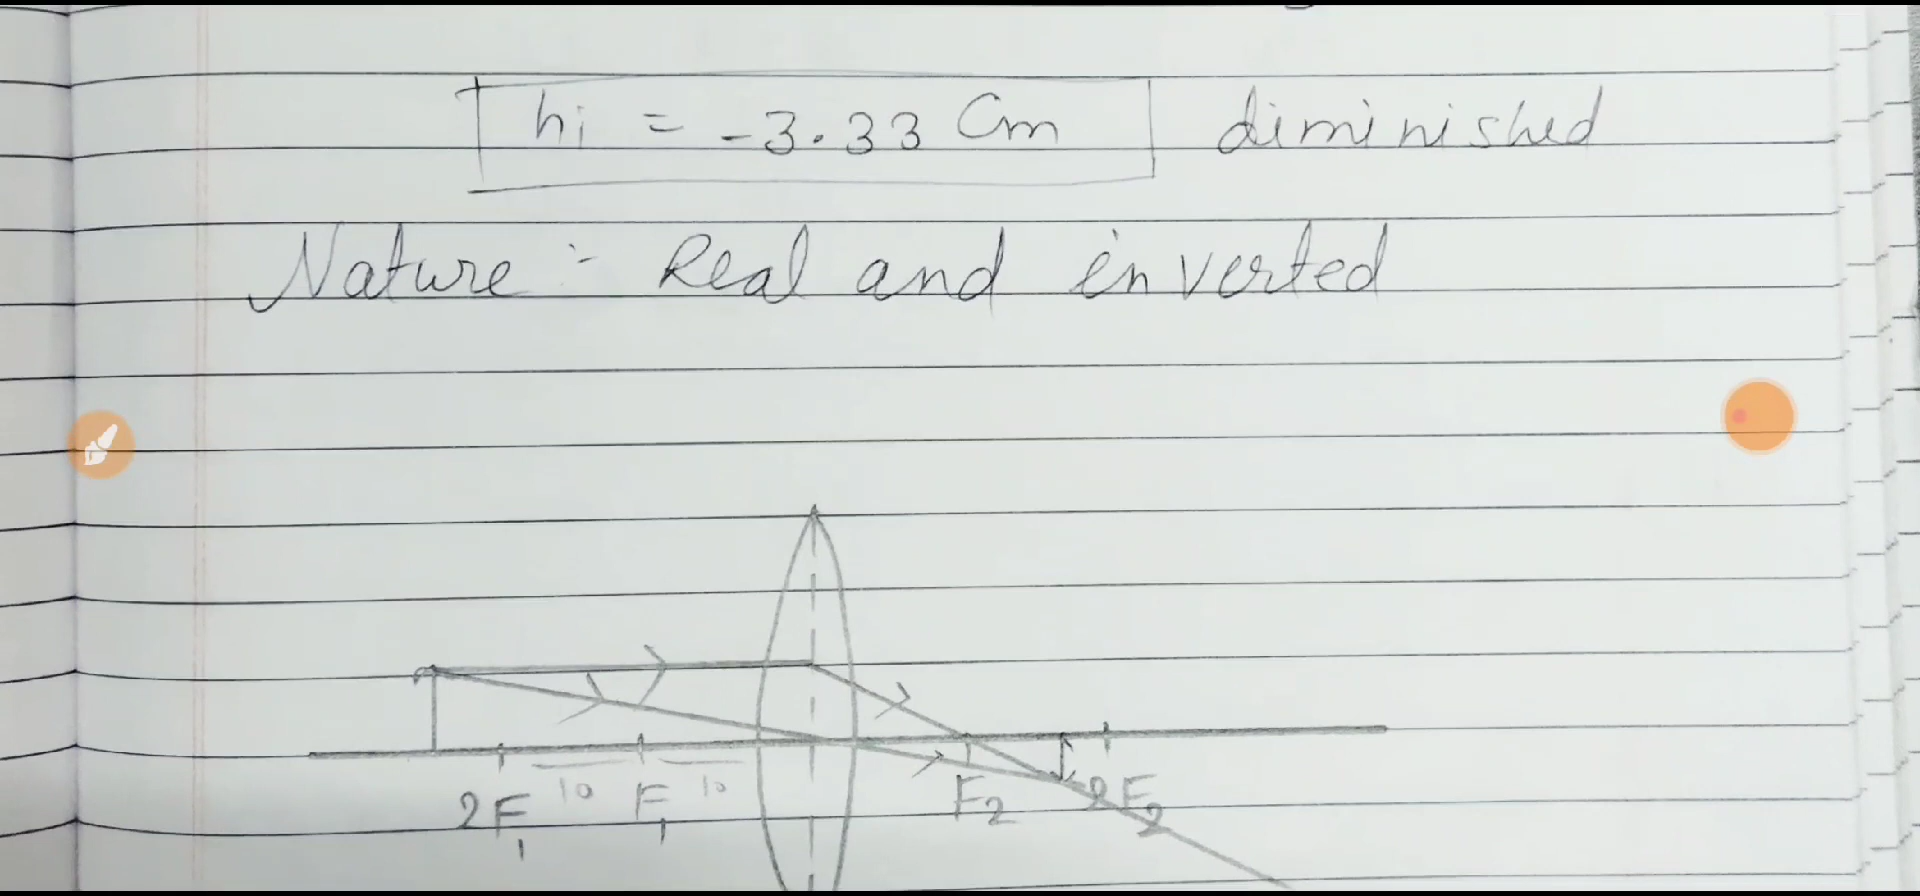 hi = -3.33 Cm diminished
Nature :- Real and inverted
2F1 10 F1 10 F2 2F2